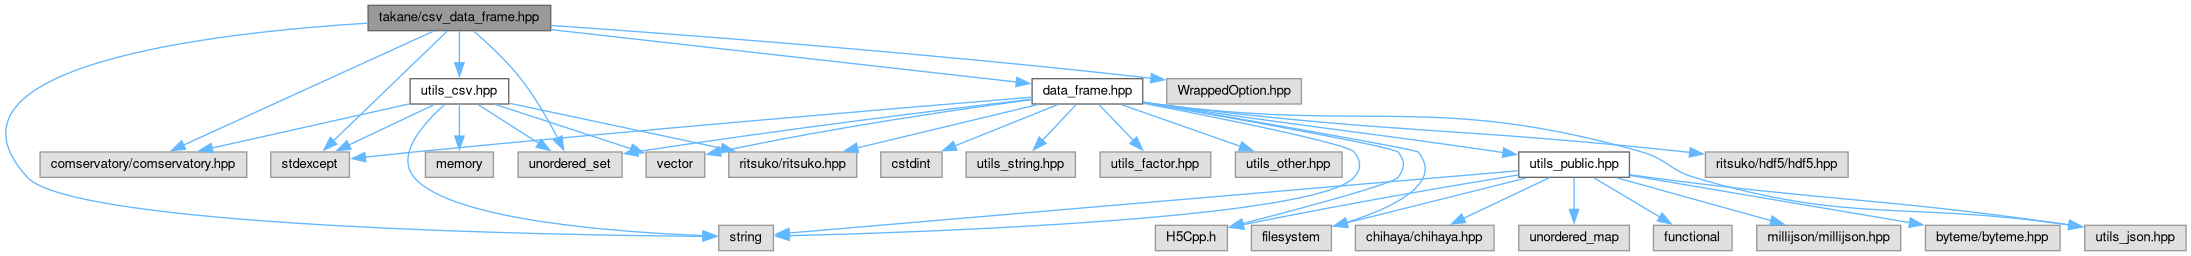 takane/csv_data_frame.hpp
utils_csv.hpp
data_frame.hpp
WrappedOption.hpp
comservatory/comservatory.hpp
stdexcept
memory
unordered_set
vector
ritsuko/ritsuko.hpp
cstdint
utils_string.hpp
utils_factor.hpp
utils_other.hpp
utils_public.hpp
ritsuko/hdf5/hdf5.hpp
string
H5Cpp.h
filesystem
chihaya/chihaya.hpp
unordered_map
functional
millijson/millijson.hpp
byteme/byteme.hpp
utils_json.hpp